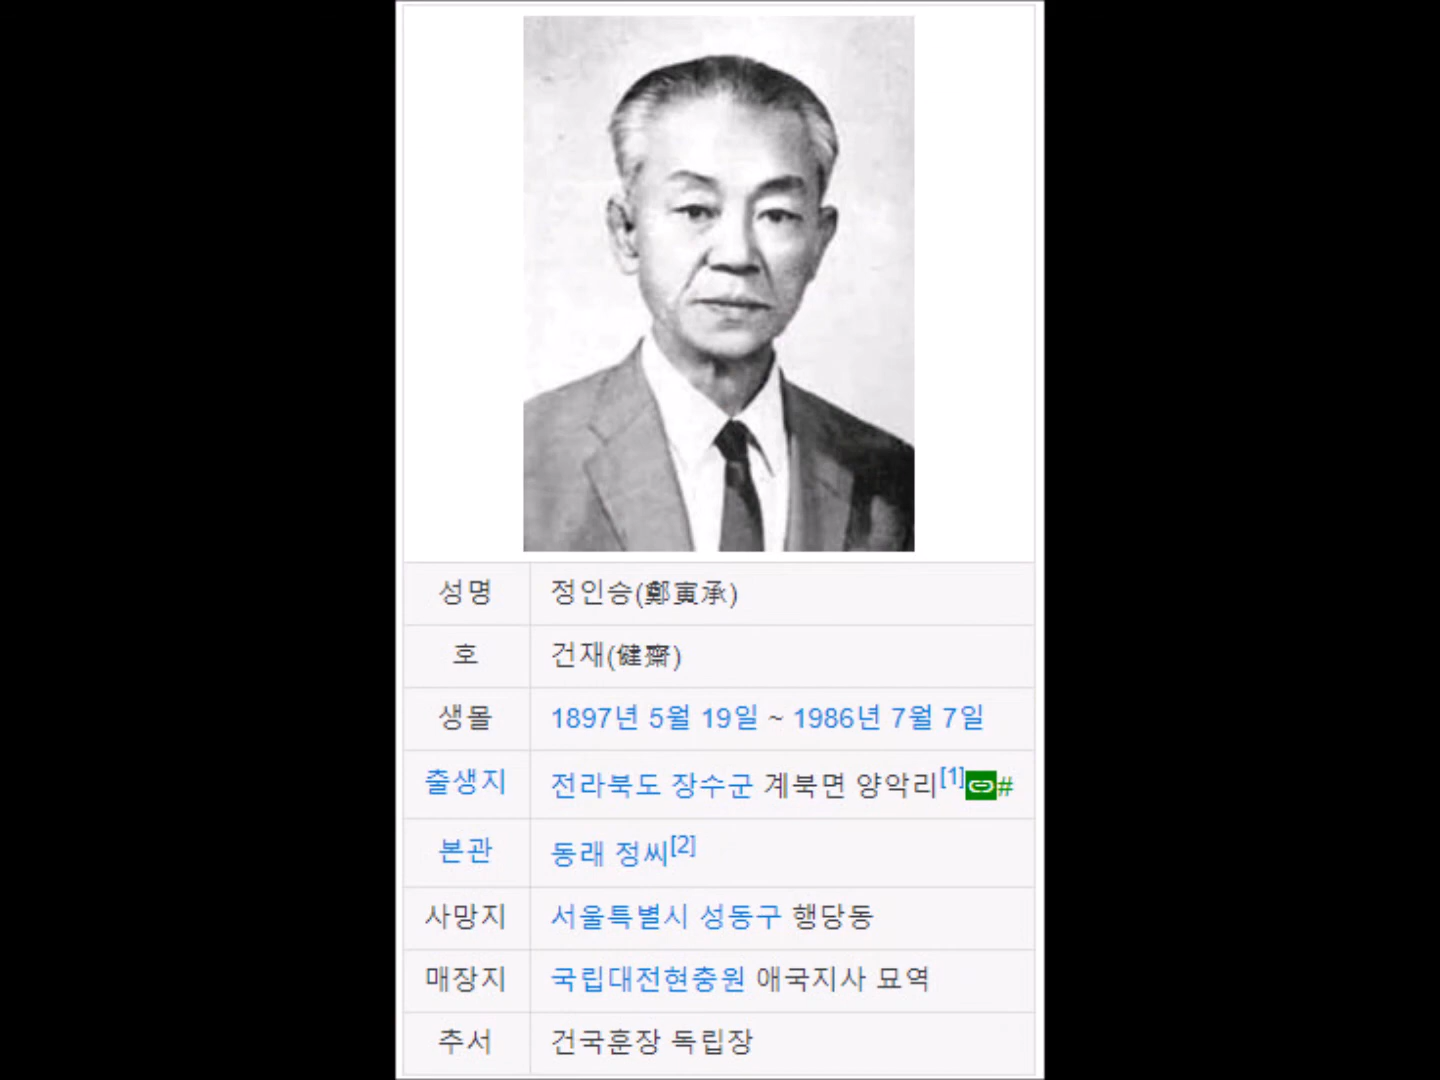 성명 정인승(鄭寅承)
호 건재(健齋)
생몰 1897년 5월 19일 ~ 1986년 7월 7일
출생지 전라북도 장수군 계북면 양악리[1]#
본관 동래 정씨[2]
사망지 서울특별시 성동구 행당동
매장지 국립대전현충원 애국지사 묘역
추서 건국훈장 독립장